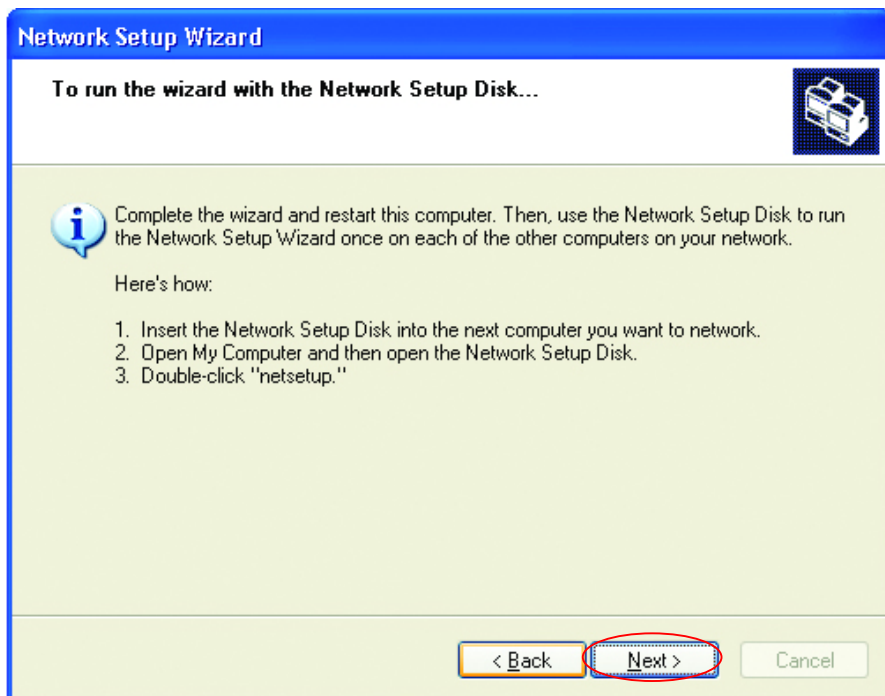 Network Setup Wizard
To run the wizard with the Network Setup Disk...
Complete the wizard and restart this computer. Then, use the Network Setup Disk to run
the Network Setup Wizard once on each of the other computers on your network.
Here's how:
1. Insert the Network Setup Disk into the next computer you want to network.
2. Open My Computer and then open the Network Setup Disk.
3. Double-click "netsetup."
< Back Next > Cancel